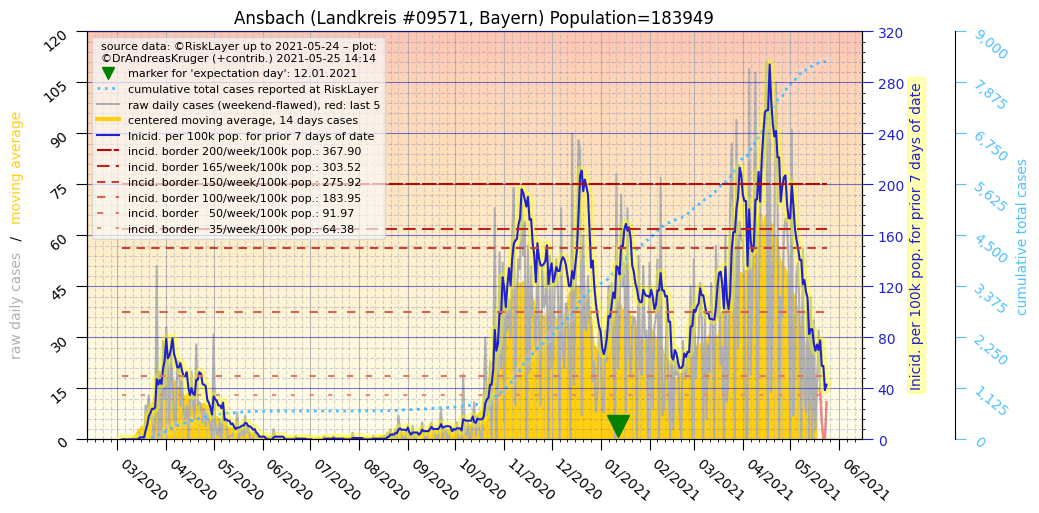 Ansbach (Landkreis #09571, Bayern) Population=183949
source data: ©RiskLayer up to 2021-05-24 – plot:
©DrAndreasKruger (+contrib.) 2021-05-25 14:14
marker for 'expectation day': 12.01.2021
cumulative total cases reported at RiskLayer
raw daily cases (weekend-flawed), red: last 5
centered moving average, 14 days cases
Inicid. per 100k pop. for prior 7 days of date
incid. border 200/week/100k pop.: 367.90
incid. border 165/week/100k pop.: 303.52
incid. border 150/week/100k pop.: 275.92
incid. border 100/week/100k pop.: 183.95
incid. border 50/week/100k pop.: 91.97
incid. border 35/week/100k pop.: 64.38
raw daily cases / moving average
120
105
90
75
60
45
30
15
0
03/2020
04/2020
05/2020
06/2020
07/2020
08/2020
09/2020
10/2020
11/2020
12/2020
01/2021
02/2021
03/2021
04/2021
05/2021
06/2021
320
280
240
200
160
120
80
40
0
Inicid. per 100k pop. for prior 7 days of date
9,000
7,875
6,750
5,625
4,500
3,375
2,250
1,125
0
cumulative total cases